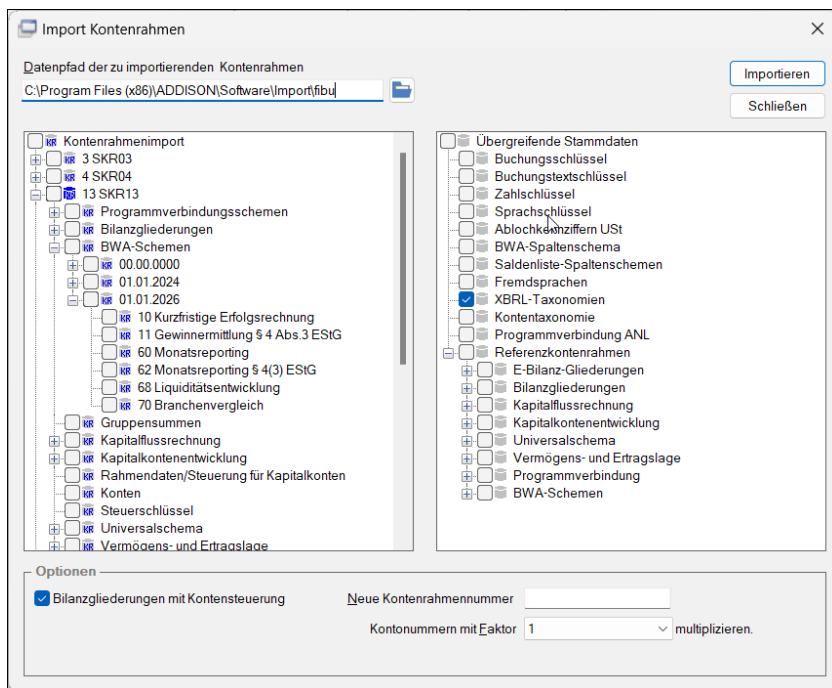 Import Kontenrahmen
Datenpfad der zu importierenden Kontenrahmen
C:\Program Files (x86)\ADDISON\Software\Import\fibu
Importieren
Schließen
Kontenrahmenimport
3 SKR03
4 SKR04
13 SKR13
Programmverbindungsschemen
Bilanzgliederungen
BWA-Schemen
00.00.0000
01.01.2024
01.01.2026
10 Kurzfristige Erfolgsrechnung
11 Gewinnermittlung § 4 Abs.3 EStG
60 Monatsreporting
62 Monatsreporting § 4(3) EStG
68 Liquiditätsentwicklung
70 Branchenvergleich
Gruppensummen
Kapitalflussrechnung
Kapitalkontenentwicklung
Rahmendaten/Steuerung für Kapitalkonten
Konten
Steuerschlüssel
Universalschema
Vermögens- und Ertragslage
Übergreifende Stammdaten
Buchungsschlüssel
Buchungstextschlüssel
Zahlschlüssel
Sprachschlüssel
Ablochkennziffern USt
BWA-Spaltenschema
Saldenliste-Spaltenschemen
Fremdsprachen
XBRL-Taxonomien
Kontentaxonomie
Programmverbindung ANL
Referenzkontenrahmen
E-Bilanz-Gliederungen
Bilanzgliederungen
Kapitalflussrechnung
Kapitalkontenentwicklung
Universalschema
Vermögens- und Ertragslage
Programmverbindung
BWA-Schemen
Optionen
Bilanzgliederungen mit Kontensteuerung
Neue Kontenrahmennummer
Kontonummern mit Faktor 1 multiplizieren.